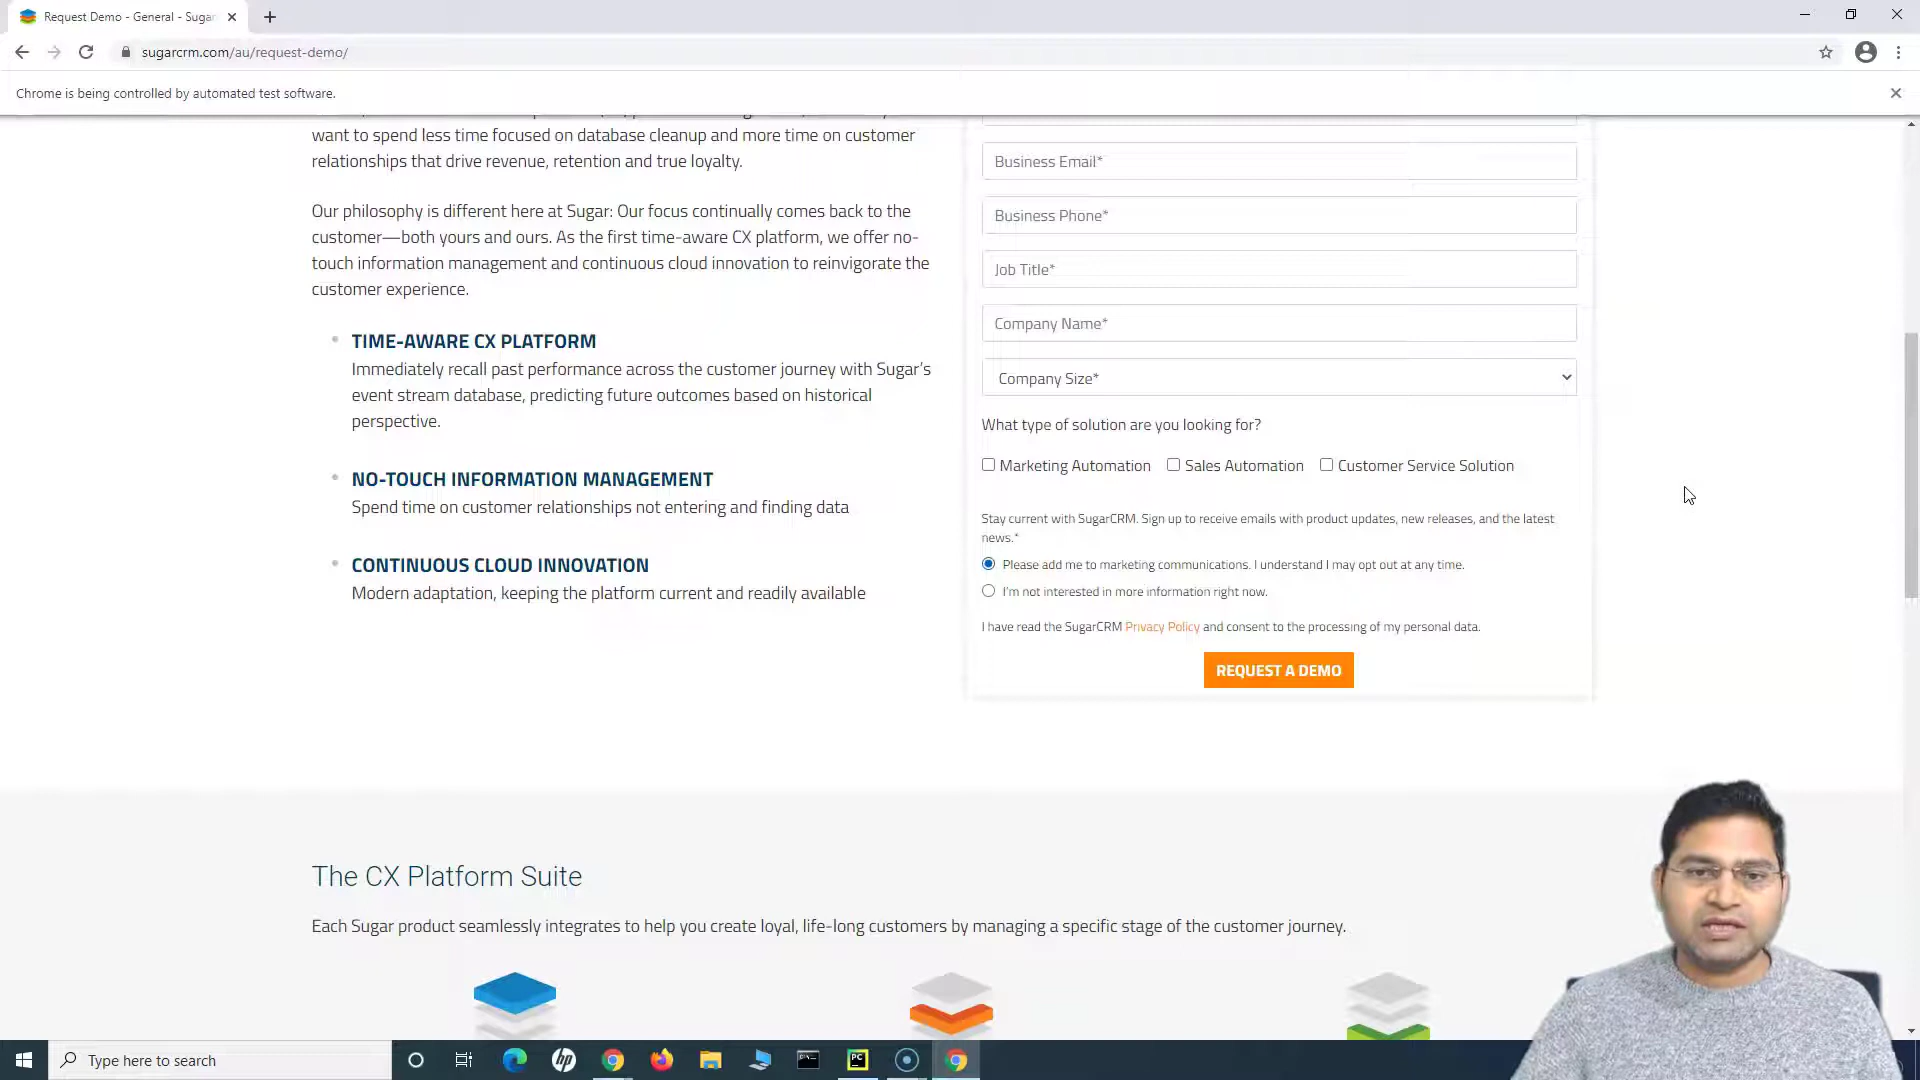 Request Demo - General - Sugar
sugarcrm.com/au/request-demo/
Chrome is being controlled by automated test software.
want to spend less time focused on database cleanup and more time on customer
relationships that drive revenue, retention and true loyalty.
Our philosophy is different here at Sugar: Our focus continually comes back to the
customer—both yours and ours. As the first time-aware CX platform, we offer no-
touch information management and continuous cloud innovation to reinvigorate the
customer experience.
TIME-AWARE CX PLATFORM
Immediately recall past performance across the customer journey with Sugar's
event stream database, predicting future outcomes based on historical
perspective.
NO-TOUCH INFORMATION MANAGEMENT
Spend time on customer relationships not entering and finding data
CONTINUOUS CLOUD INNOVATION
Modern adaptation, keeping the platform current and readily available
Business Email*
Business Phone*
Job Title*
Company Name*
Company Size*
What type of solution are you looking for?
Marketing Automation Sales Automation Customer Service Solution
Stay current with SugarCRM. Sign up to receive emails with product updates, new releases, and the latest
news.*
Please add me to marketing communications. I understand I may opt out at any time.
I'm not interested in more information right now.
I have read the SugarCRM Privacy Policy and consent to the processing of my personal data.
REQUEST A DEMO
The CX Platform Suite
Each Sugar product seamlessly integrates to help you create loyal, life-long customers by managing a specific stage of the customer journey.
Type here to search
hp
PC